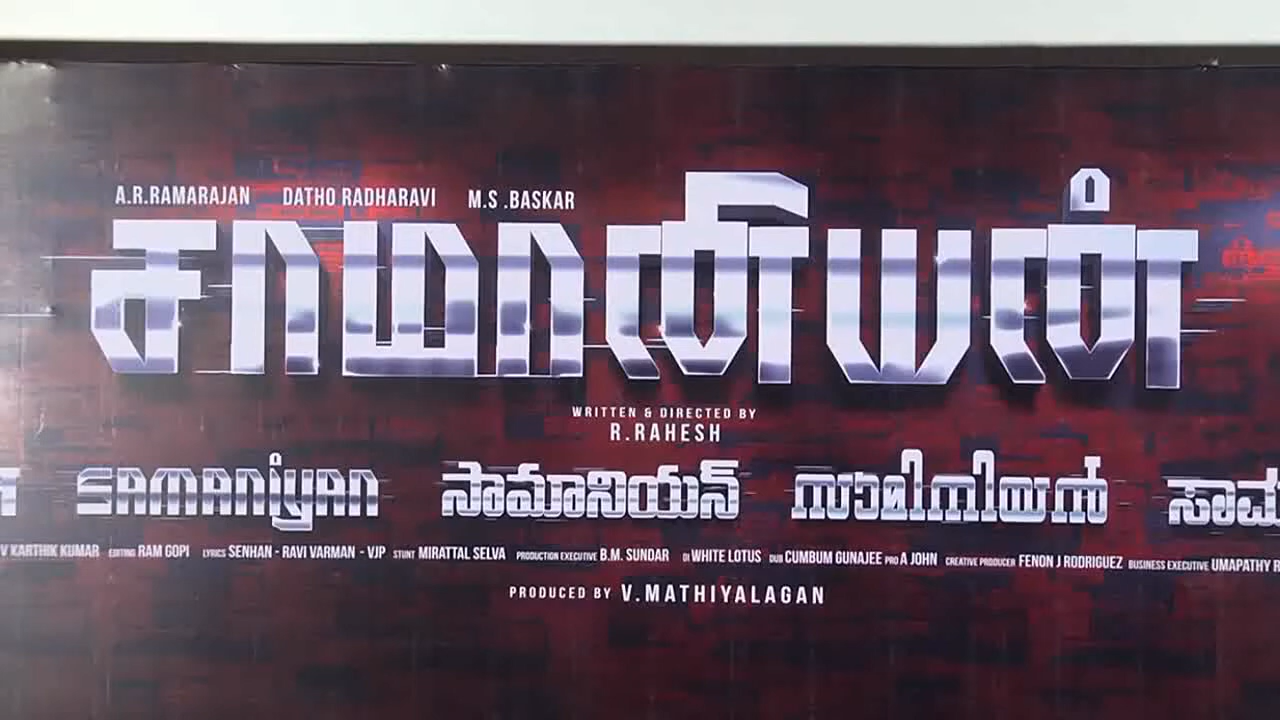 A.R.RAMARAJAN DATHO RADHARAVI M.S .BASKAR
சாமானியன்
WRITTEN & DIRECTED BY
R.RAHESH
SAMANIYAN సామానియన్ സാമിനിയൻ
V KARTHIK KUMAR EDITING RAM GOPI LYRICS SENHAN - RAVI VARMAN - VJP STUNT MIRATTAL SELVA PRODUCTION EXECUTIVE B.M. SUNDAR DI WHITE LOTUS DUB CUMBUM GUNAJEE PRO A JOHN CREATIVE PRODUCER FENON J RODRIGUEZ BUSINESS EXECUTIVE UMAPATHY R
PRODUCED BY V.MATHIYALAGAN